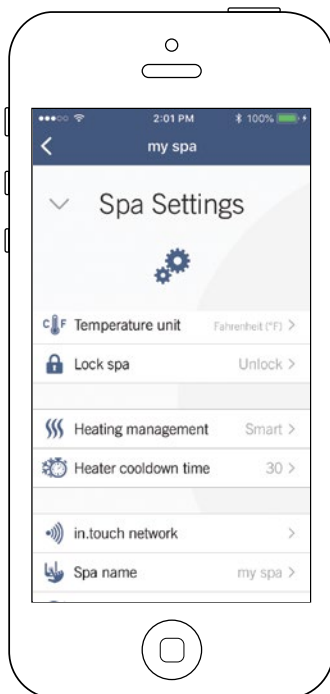 2:01 PM 100%
my spa
Spa Settings
C F Temperature unit Fahrenheit (°F) >
Lock spa Unlock >
Heating management Smart >
Heater cooldown time 30 >
in.touch network >
Spa name my spa >